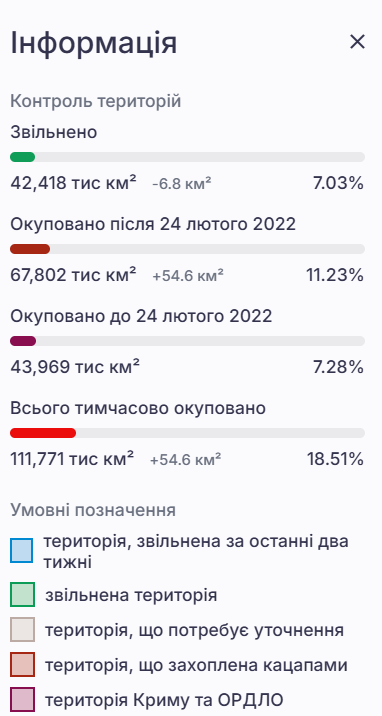 Інформація
Контроль територій
Звільнено
42,418 тис км² -6.8 км² 7.03%
Окуповано після 24 лютого 2022
67,802 тис км² +54.6 км² 11.23%
Окуповано до 24 лютого 2022
43,969 тис км² 7.28%
Всього тимчасово окуповано
111,771 тис км² +54.6 км² 18.51%
Умовні позначення
територія, звільнена за останні два
тижні
звільнена територія
територія, що потребує уточнення
територія, що захоплена кацапами
територія Криму та ОРДЛО